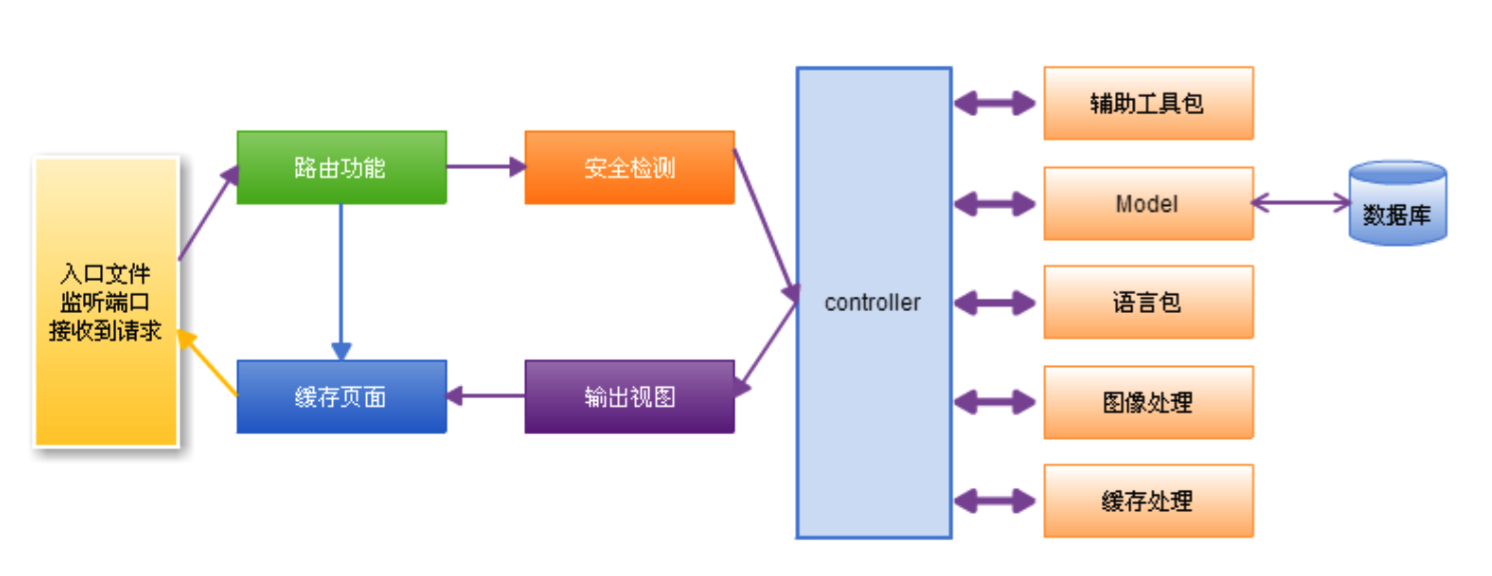 入口文件
监听端口
接收到请求
路由功能
安全检测
缓存页面
输出视图
controller
辅助工具包
Model
语言包
图像处理
缓存处理
数据库